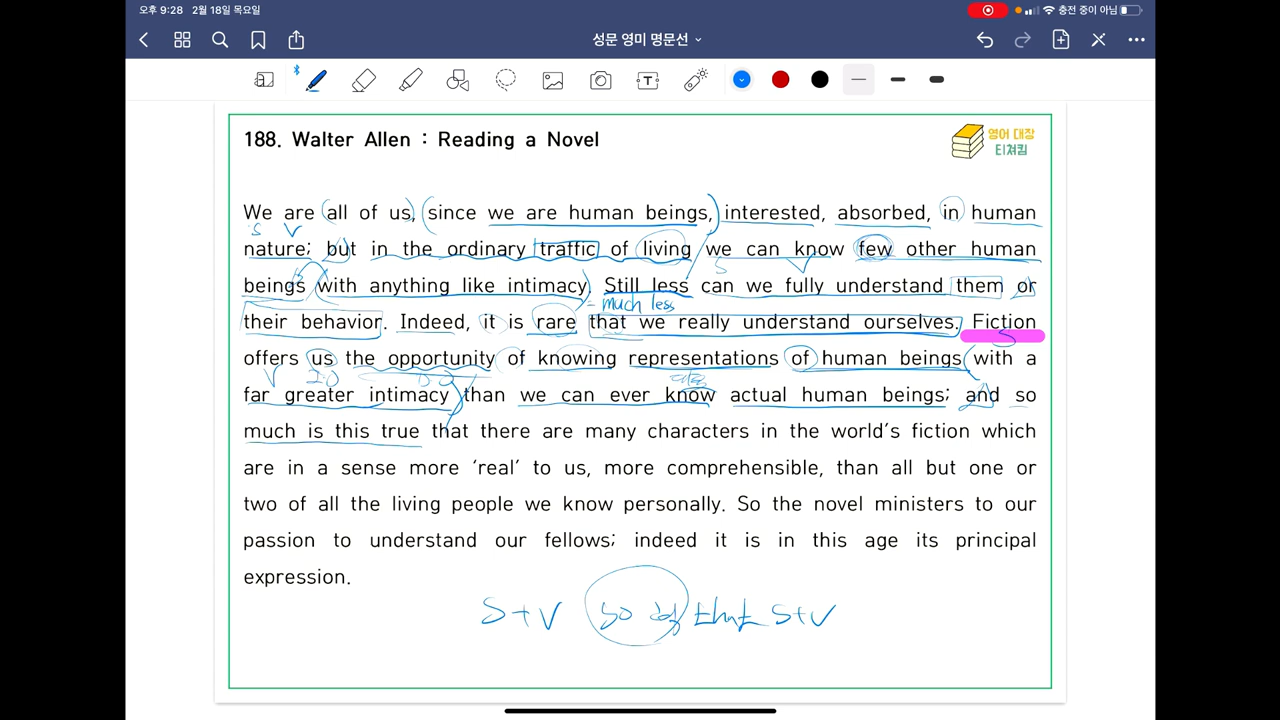 오후 9:28 2월 18일 목요일
충전 중이 아님
성문 영미 명문선
188. Walter Allen : Reading a Novel
영어 대장
티쳐킴
We are all of us, since we are human beings, interested, absorbed, in human
S V
nature; but in the ordinary traffic of living we can know few other human
S V
beings with anything like intimacy. Still less can we fully understand them or
= much less
their behavior. Indeed, it is rare that we really understand ourselves. Fiction
S
offers us the opportunity of knowing representations of human beings with a
V I.O D.O
far greater intimacy than we can ever know actual human beings; and so
much is this true that there are many characters in the world's fiction which
are in a sense more 'real' to us, more comprehensible, than all but one or
two of all the living people we know personally. So the novel ministers to our
passion to understand our fellows; indeed it is in this age its principal
expression.
S+V so 형 that S+V